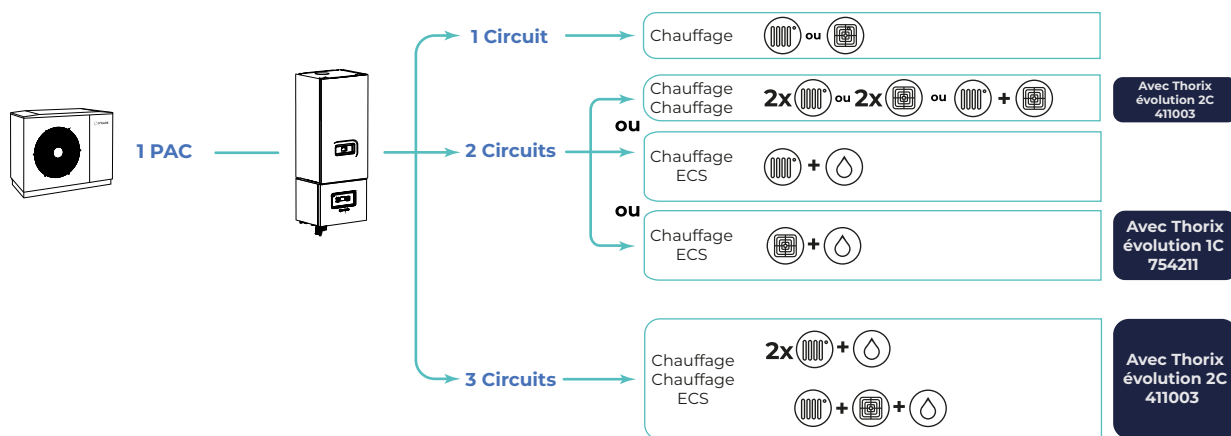 1 PAC
1 Circuit
Chauffage
ou
2 Circuits
Chauffage
Chauffage
2x ou 2x ou +
Avec Thorix
évolution 2C
411003
ou
Chauffage
ECS
+
ou
Chauffage
ECS
+
Avec Thorix
évolution 1C
754211
3 Circuits
Chauffage
Chauffage
ECS
2x +
+ +
Avec Thorix
évolution 2C
411003